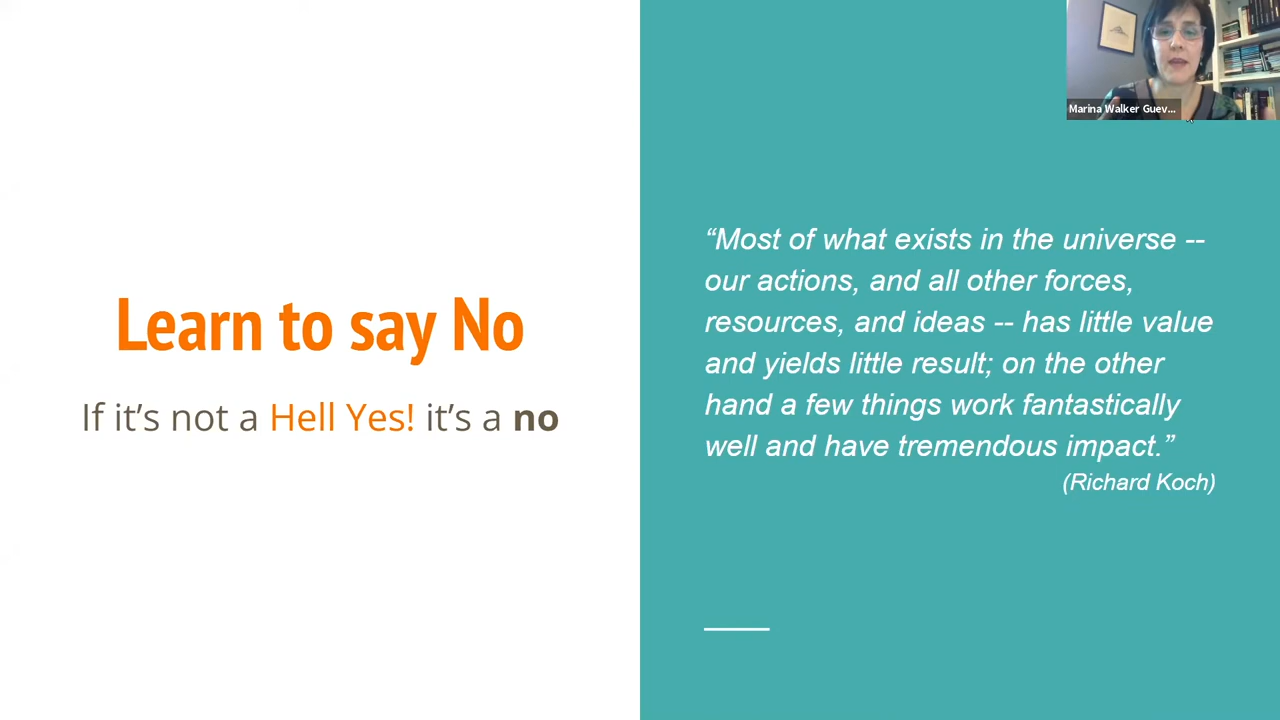 Marina Walker Guev...
Learn to say No
If it’s not a Hell Yes! it’s a no
“Most of what exists in the universe --
our actions, and all other forces,
resources, and ideas -- has little value
and yields little result; on the other
hand a few things work fantastically
well and have tremendous impact.”
(Richard Koch)